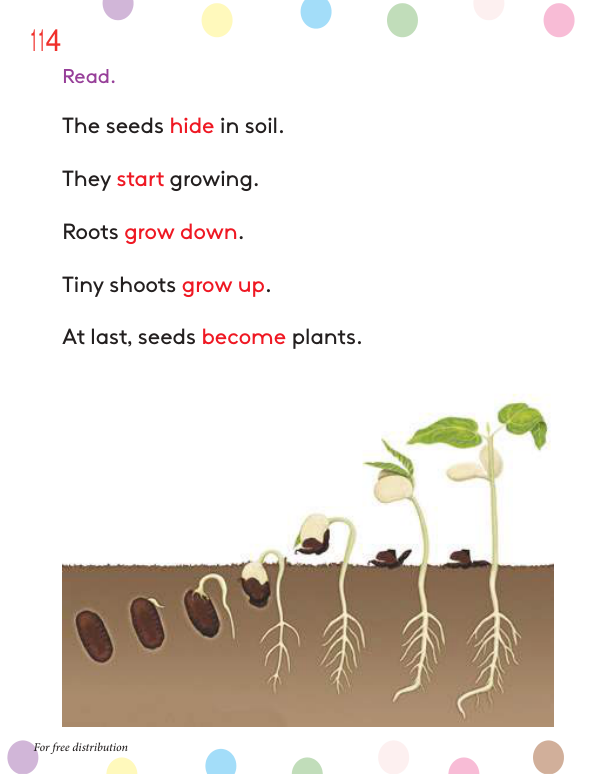 114
Read.
The seeds hide in soil.
They start growing.
Roots grow down.
Tiny shoots grow up.
At last, seeds become plants.
For free distribution